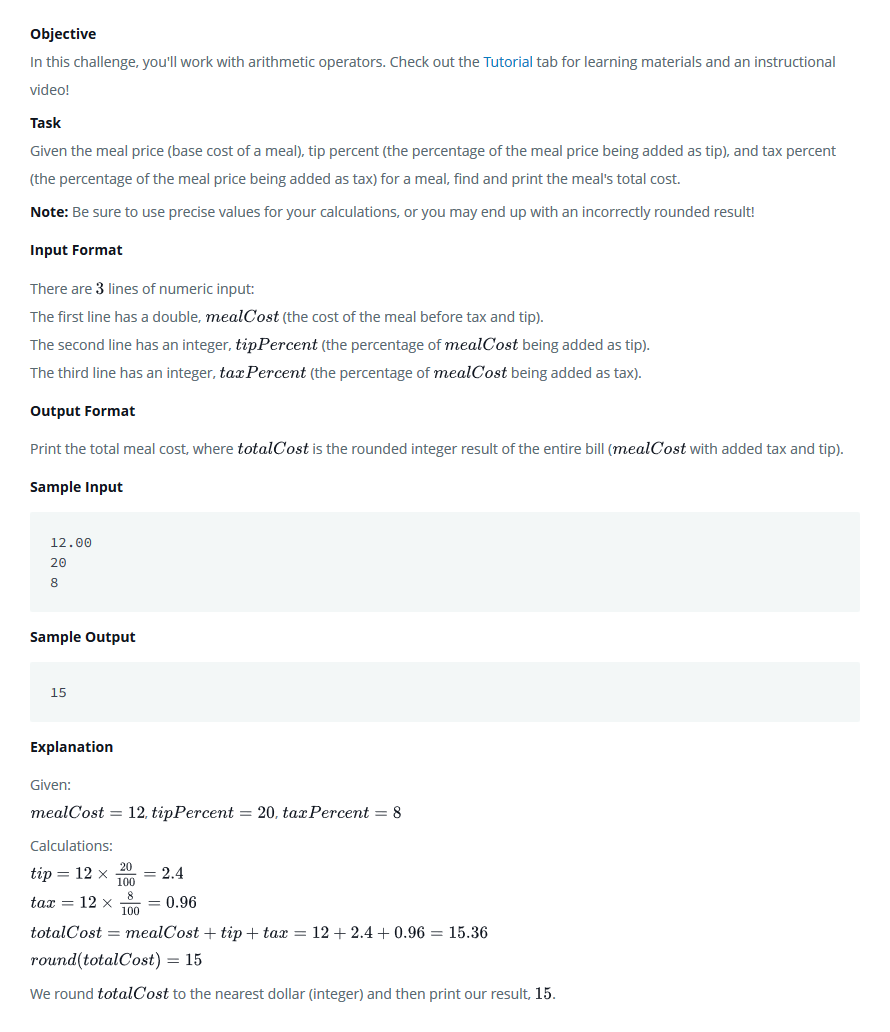 Objective
In this challenge, you'll work with arithmetic operators. Check out the Tutorial tab for learning materials and an instructional
video!
Task
Given the meal price (base cost of a meal), tip percent (the percentage of the meal price being added as tip), and tax percent
(the percentage of the meal price being added as tax) for a meal, find and print the meal's total cost.
Note: Be sure to use precise values for your calculations, or you may end up with an incorrectly rounded result!
Input Format
There are 3 lines of numeric input:
The first line has a double, mealCost (the cost of the meal before tax and tip).
The second line has an integer, tipPercent (the percentage of mealCost being added as tip).
The third line has an integer, taxPercent (the percentage of mealCost being added as tax).
Output Format
Print the total meal cost, where totalCost is the rounded integer result of the entire bill (mealCost with added tax and tip).
Sample Input
12.00
20
8
Sample Output
15
Explanation
Given:
mealCost = 12, tipPercent = 20, taxPercent = 8
Calculations:
tip = 12 × 20/100 = 2.4
tax = 12 × 8/100 = 0.96
totalCost = mealCost + tip + tax = 12 + 2.4 + 0.96 = 15.36
round(totalCost) = 15
We round totalCost to the nearest dollar (integer) and then print our result, 15.